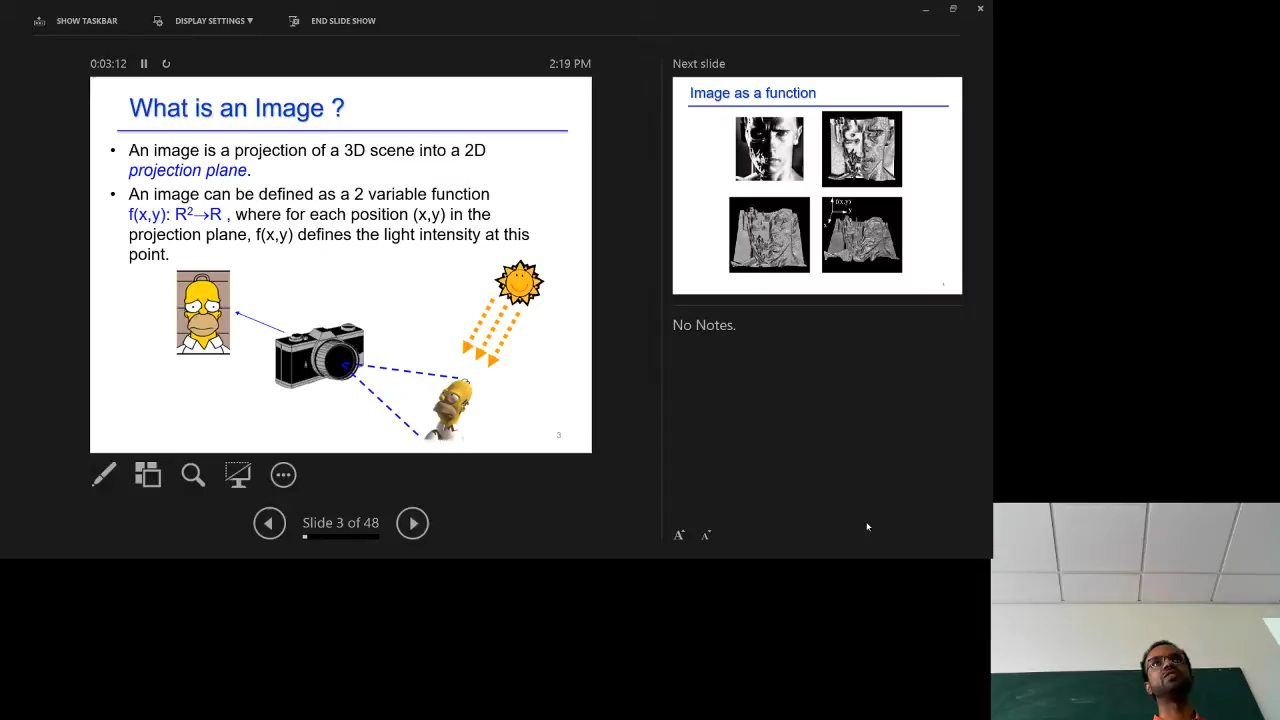 SHOW TASKBAR
DISPLAY SETTINGS ▼
END SLIDE SHOW
0:03:12
2:19 PM
What is an Image ?
• An image is a projection of a 3D scene into a 2D
projection plane.
• An image can be defined as a 2 variable function
f(x,y): R²→R , where for each position (x,y) in the
projection plane, f(x,y) defines the light intensity at this
point.
3
Slide 3 of 48
Next slide
Image as a function
f(x,y)
y
x
No Notes.
A A